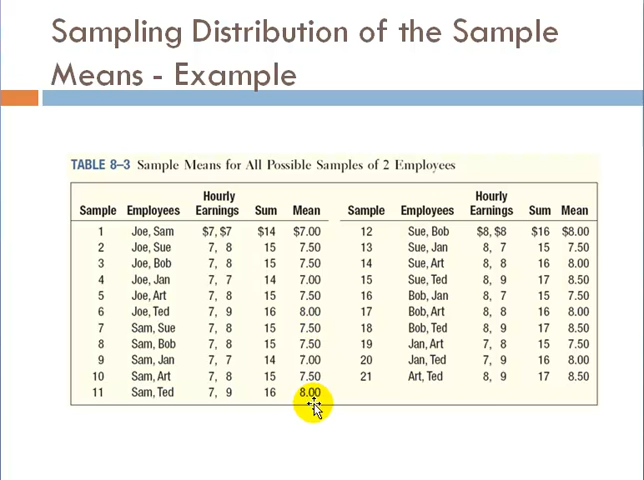 Sampling Distribution of the Sample
Means - Example
TABLE 8–3 Sample Means for All Possible Samples of 2 Employees
Hourly Hourly
Sample Employees Earnings Sum Mean Sample Employees Earnings Sum Mean
1 Joe, Sam $7, $7 $14 $7.00 12 Sue, Bob $8, $8 $16 $8.00
2 Joe, Sue 7, 8 15 7.50 13 Sue, Jan 8, 7 15 7.50
3 Joe, Bob 7, 8 15 7.50 14 Sue, Art 8, 8 16 8.00
4 Joe, Jan 7, 7 14 7.00 15 Sue, Ted 8, 9 17 8.50
5 Joe, Art 7, 8 15 7.50 16 Bob, Jan 8, 7 15 7.50
6 Joe, Ted 7, 9 16 8.00 17 Bob, Art 8, 8 16 8.00
7 Sam, Sue 7, 8 15 7.50 18 Bob, Ted 8, 9 17 8.50
8 Sam, Bob 7, 8 15 7.50 19 Jan, Art 7, 8 15 7.50
9 Sam, Jan 7, 7 14 7.00 20 Jan, Ted 7, 9 16 8.00
10 Sam, Art 7, 8 15 7.50 21 Art, Ted 8, 9 17 8.50
11 Sam, Ted 7, 9 16 8.00